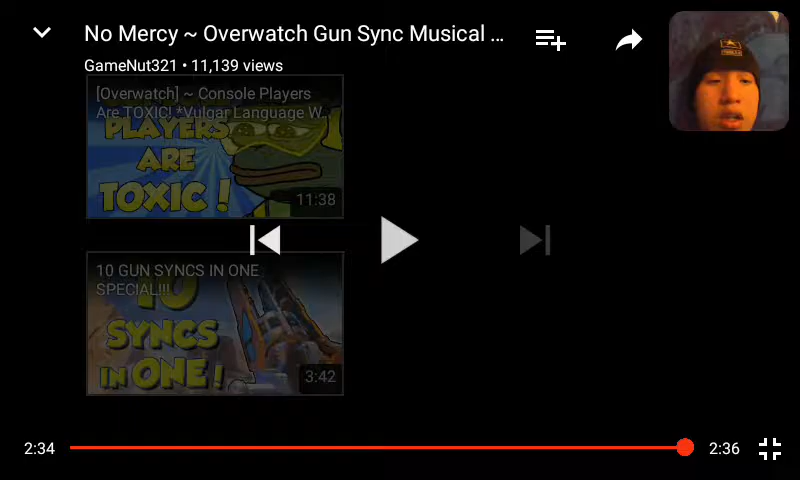 No Mercy ~ Overwatch Gun Sync Musical ...
GameNut321 • 11,139 views
[Overwatch] ~ Console Players
Are TOXIC! *Vulgar Language W...
PLAYERS
ARE
TOXIC!
11:38
10 GUN SYNCS IN ONE
SPECIAL!!!
10
SYNCS
IN ONE!
3:42
2:34
2:36